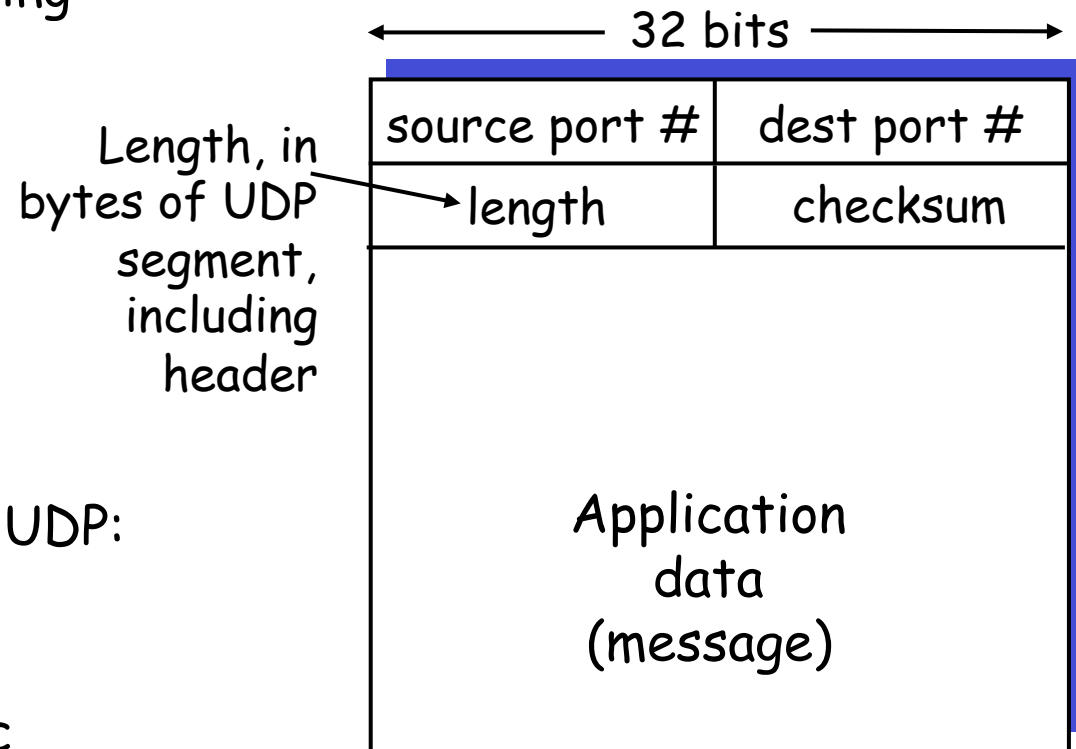 32 bits
source port # dest port #
Length, in
bytes of UDP
segment,
including
header
length checksum
UDP:
Application
data
(message)